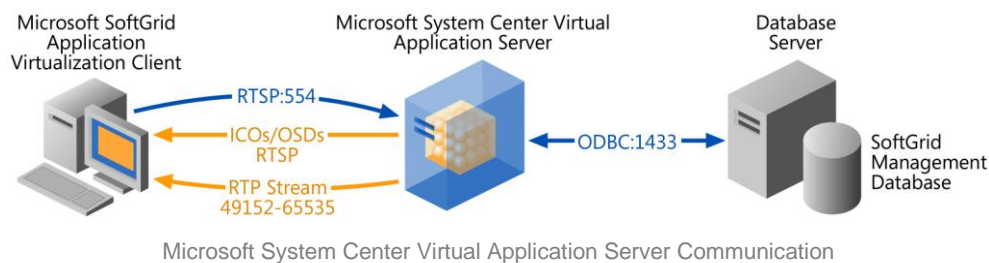 Microsoft SoftGrid
Application
Virtualization Client
Microsoft System Center Virtual
Application Server
Database
Server
RTSP:554
ICOs/OSDs
RTSP
RTP Stream
49152-65535
ODBC:1433
SoftGrid
Management
Database
Microsoft System Center Virtual Application Server Communication